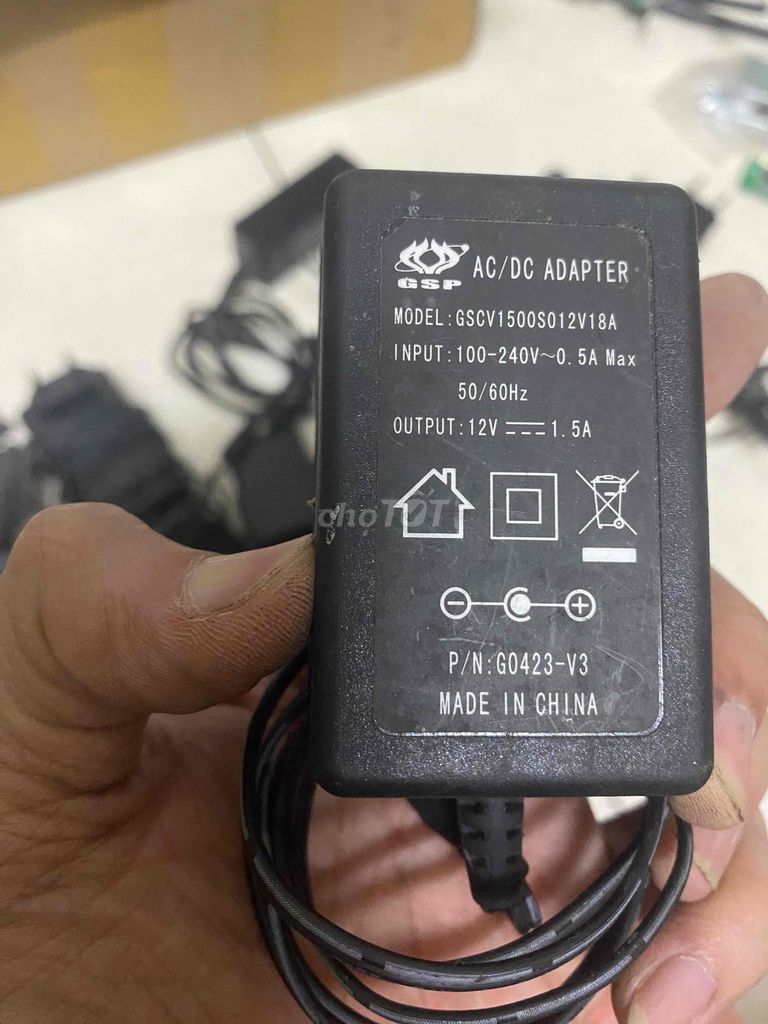 GSP AC/DC ADAPTER
MODEL:GSCV1500S012V18A
INPUT:100-240V~0.5A Max
50/60Hz
OUTPUT:12V⎓1.5A
chợTỐT
P/N:G0423-V3
MADE IN CHINA